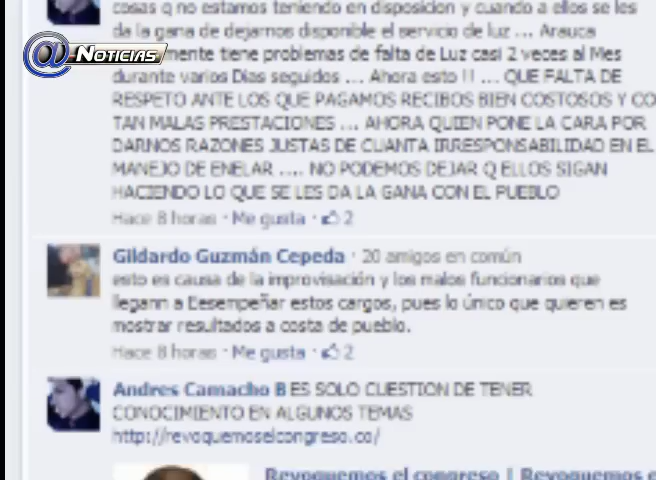 cosas q no estamos teniendo en disposicion y cuando a ellos se les
da la gana de dejarnos disponible el servicio de luz ... Arauca
@ NOTICIAS
mente tiene problemas de falta de Luz casi 2 veces al Mes
durante varios Dias seguidos ... Ahora esto !! ... QUE FALTA DE
RESPETO ANTE LOS QUE PAGAMOS RECIBOS BIEN COSTOSOS Y CO
TAN MALAS PRESTACIONES ... AHORA QUIEN PONE LA CARA POR
DARNOS RAZONES JUSTAS DE CUANTA IRRESPONSABILIDAD EN EL
MANEJO DE ENELAR .... NO PODEMOS DEJAR Q ELLOS SIGAN
HACIENDO LO QUE SE LES DA LA GANA CON EL PUEBLO
Hace 8 horas · Me gusta · 2
Gildardo Guzmán Cepeda · 20 amigos en común
esto es causa de la improvisación y los malos funcionarios que
llegann a Eesempeñar estos cargos, pues lo único que quieren es
mostrar resultados a costa de pueblo.
Hace 8 horas · Me gusta · 2
Andres Camacho B ES SOLO CUESTION DE TENER
CONOCIMIENTO EN ALGUNOS TEMAS
http://revoquemoselcongreso.co/
Revoquemos el congreso | Revoquemos e